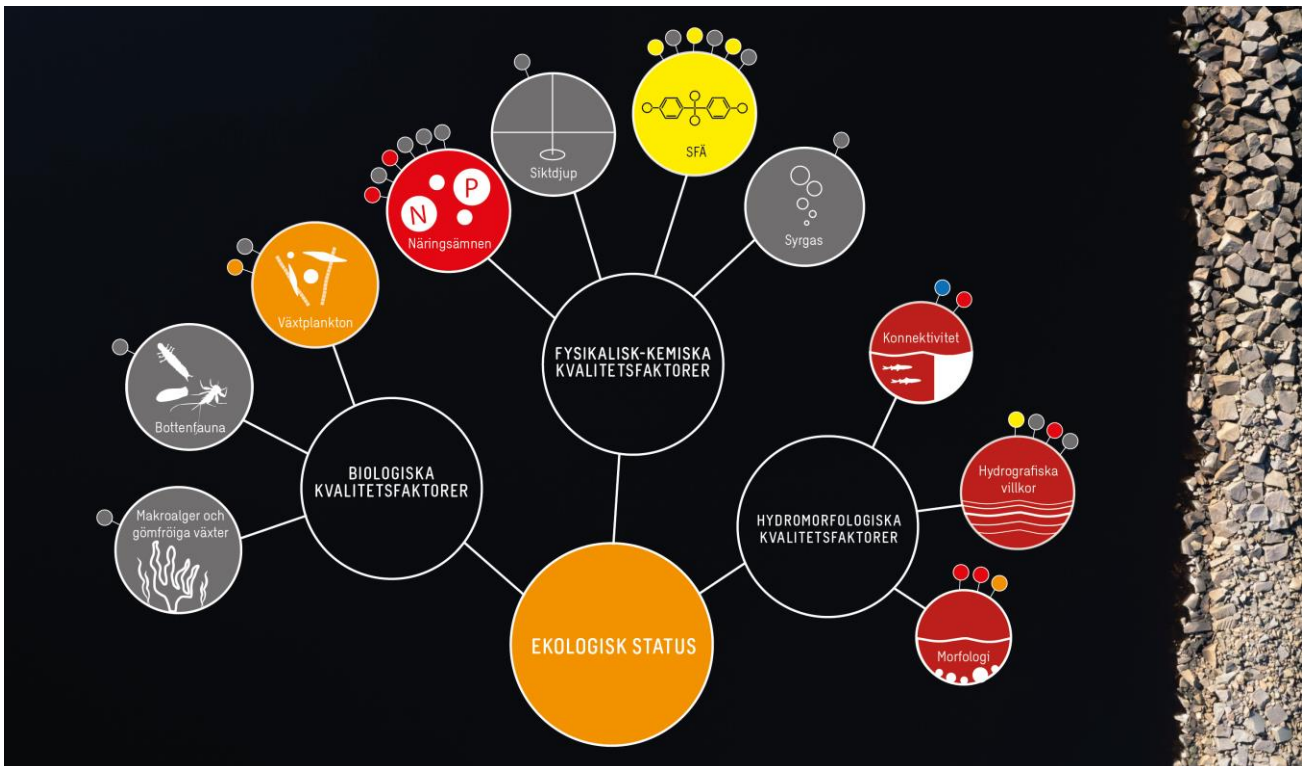 SFÄ
Siktdjup
N
P
Näringsämnen
Syrgas
Växtplankton
FYSIKALISK-KEMISKA
KVALITETSFAKTORER
Konnektivitet
Bottenfauna
BIOLOGISKA
KVALITETSFAKTORER
Hydrografiska
villkor
Makroalger och
gömfröiga växter
HYDROMORFOLOGISKA
KVALITETSFAKTORER
EKOLOGISK STATUS
Morfologi